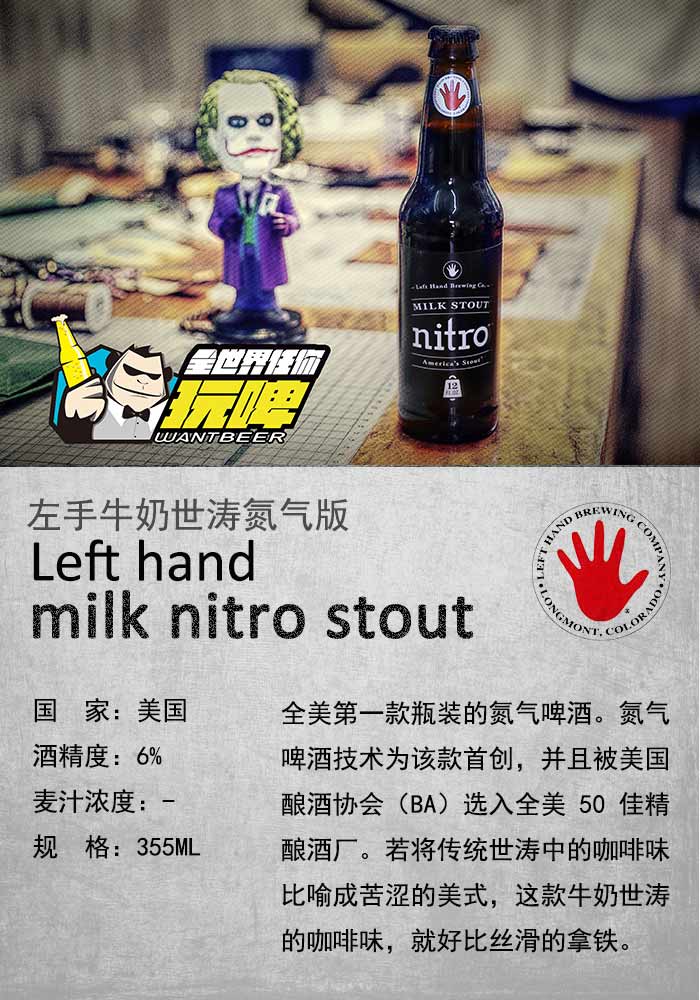 Left Hand Brewing Co.
MILK STOUT
nitro
America's Stout
12
FL OZ
全世界任你
玩啤
WANTBEER
左手牛奶世涛氮气版
Left hand
milk nitro stout
LEFT HAND BREWING COMPANY
LONGMONT, COLORADO
国 家：美国
酒精度：6%
麦汁浓度：-
规 格：355ML
全美第一款瓶装的氮气啤酒。氮气
啤酒技术为该款首创，并且被美国
酿酒协会（BA）选入全美 50 佳精
酿酒厂。若将传统世涛中的咖啡味
比喻成苦涩的美式，这款牛奶世涛
的咖啡味，就好比丝滑的拿铁。